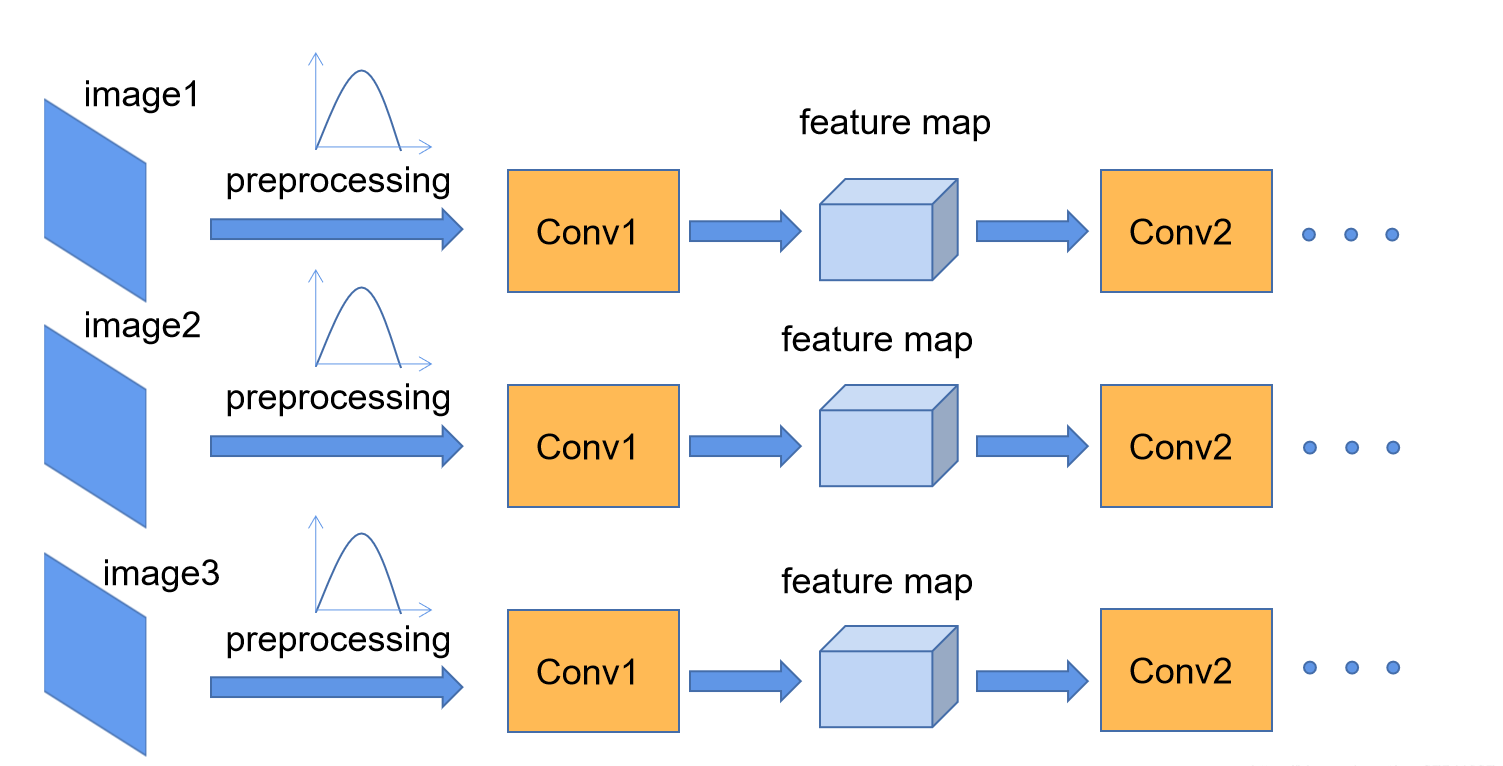 image1
preprocessing
Conv1
feature map
Conv2
image2
preprocessing
Conv1
feature map
Conv2
image3
preprocessing
Conv1
feature map
Conv2